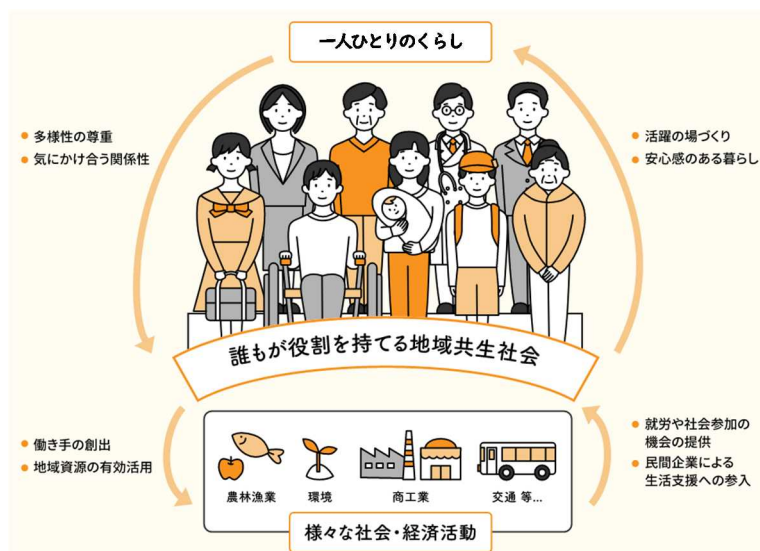 一人ひとりのくらし
多様性の尊重
気にかけ合う関係性
活躍の場づくり
安心感のある暮らし
誰もが役割を持てる地域共生社会
働き手の創出
地域資源の有効活用
就労や社会参加の
機会の提供
民間企業による
生活支援への参入
農林漁業
環境
商工業
交通 等...
様々な社会・経済活動